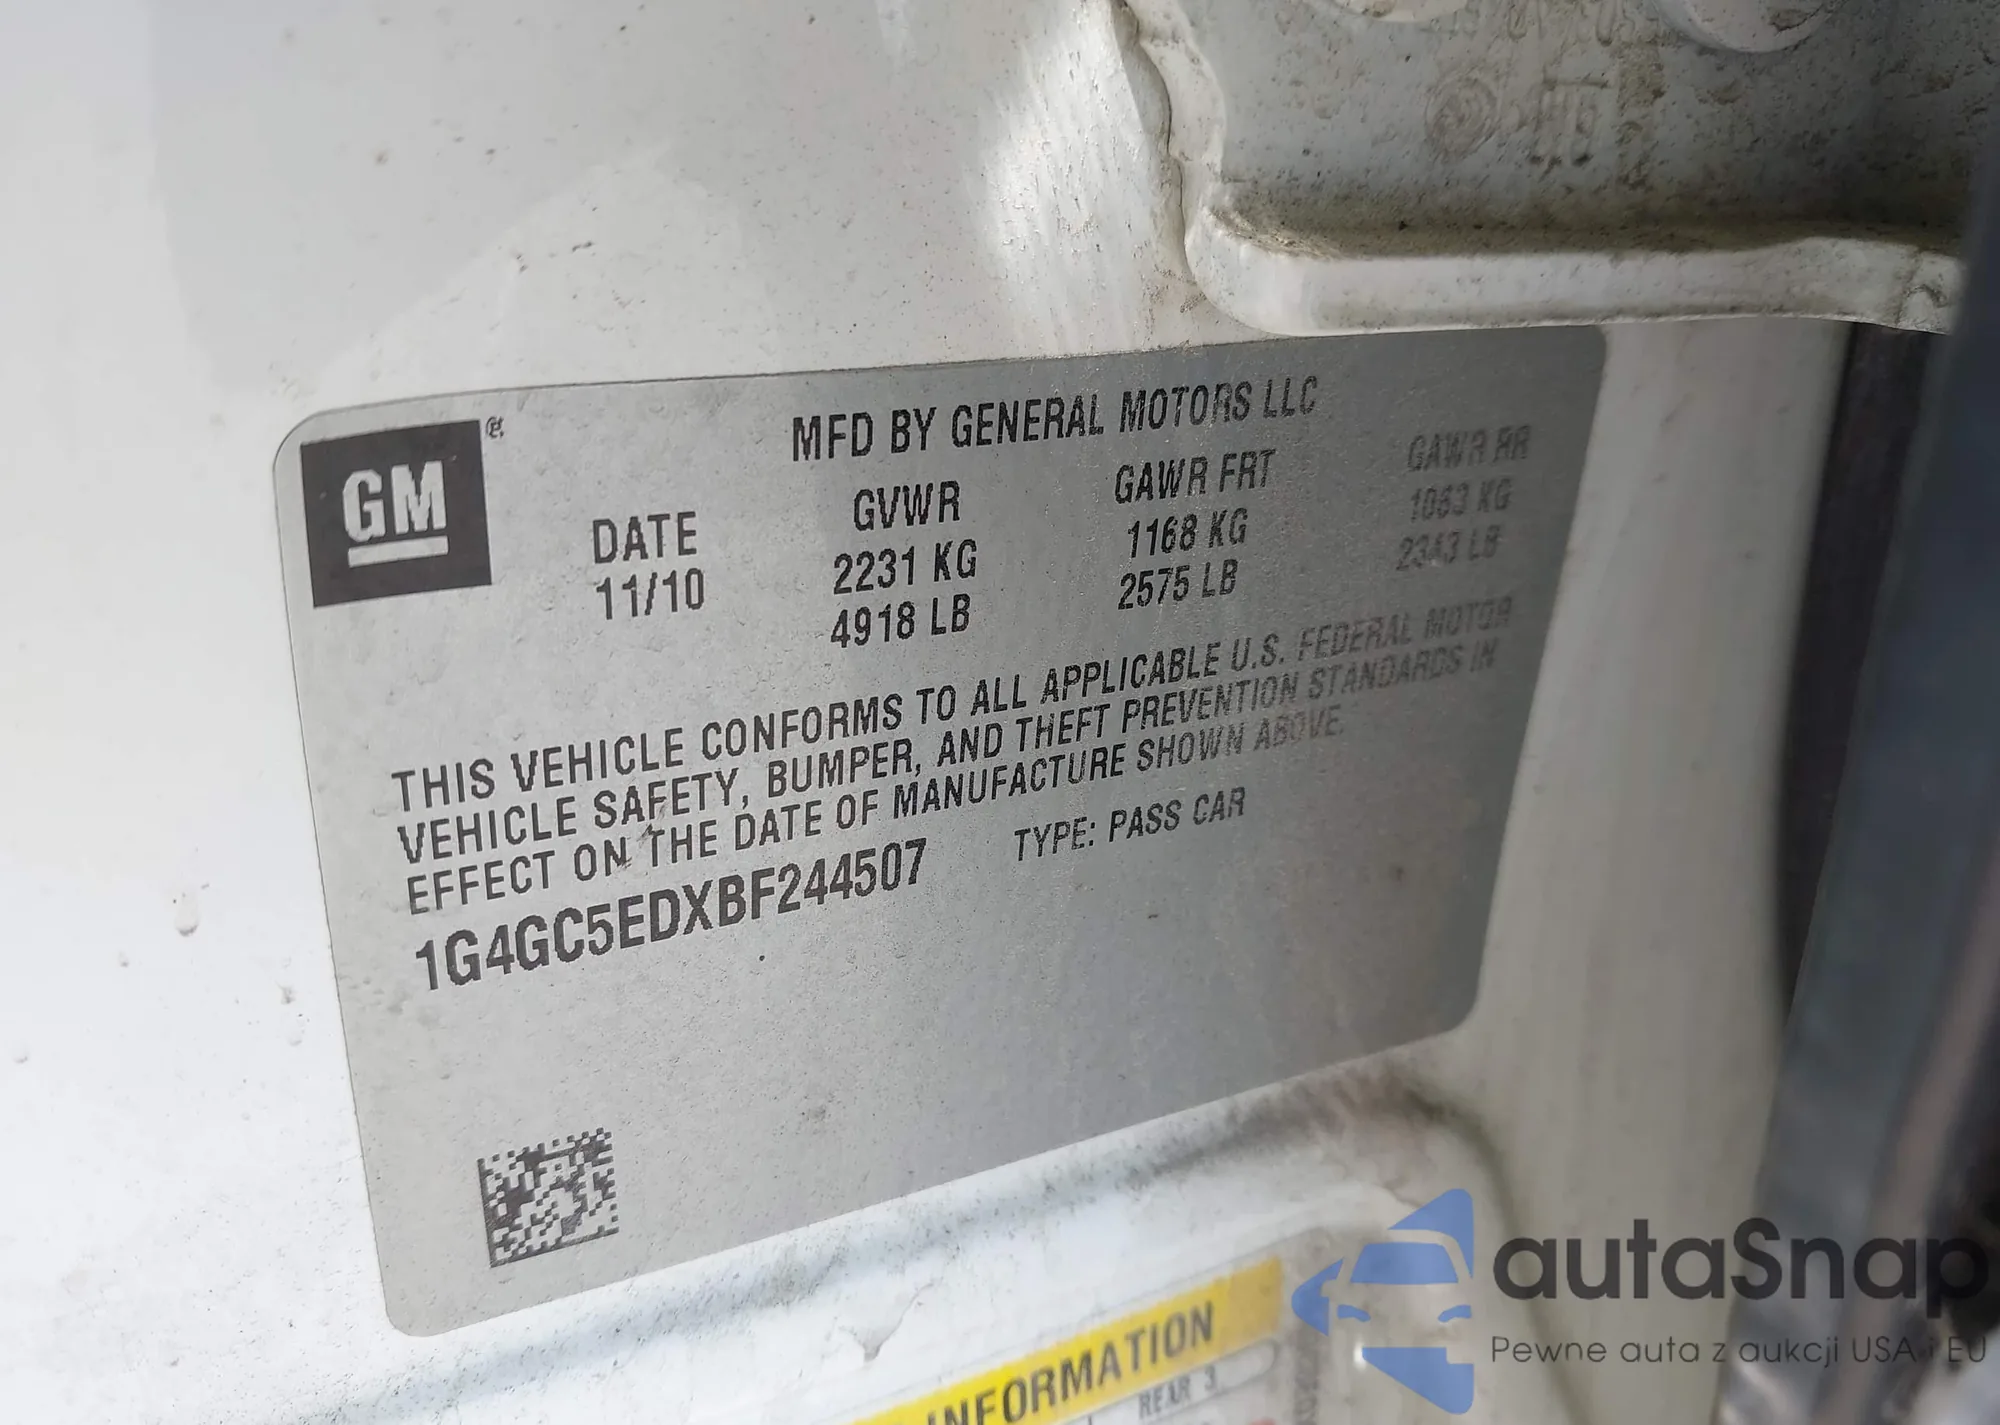 GM ®
MFD BY GENERAL MOTORS LLC
DATE GVWR GAWR FRT GAWR RR
11/10 2231 KG 1168 KG 1063 KG
4918 LB 2575 LB 2343 LB
THIS VEHICLE CONFORMS TO ALL APPLICABLE U.S. FEDERAL MOTOR
VEHICLE SAFETY, BUMPER, AND THEFT PREVENTION STANDARDS IN
EFFECT ON THE DATE OF MANUFACTURE SHOWN ABOVE.
1G4GC5EDXBF244507 TYPE: PASS CAR
INFORMATION
REAR 3
autaSnap
Pewne auta z aukcji USA i EU